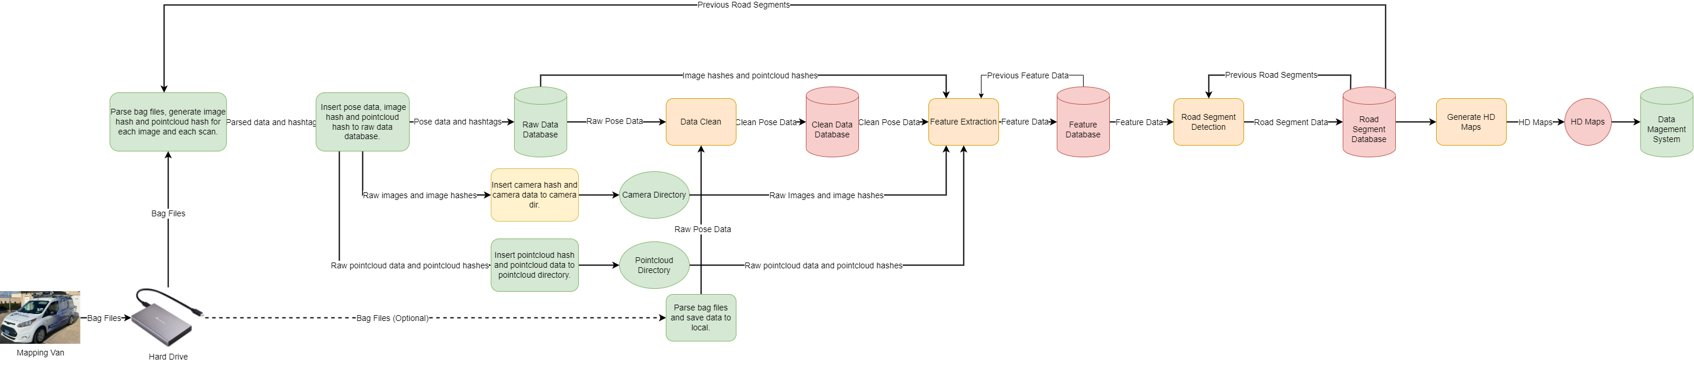 Previous Road Segments
Image hashes and pointcloud hashes
Previous Feature Data
Previous Road Segments
Parse bag files, generate image
hash and pointcloud hash for
each image and each scan.
Parsed data and hashtag
Insert pose data, image
hash and pointcloud
hash to raw data
database.
Pose data and hashtags
Raw Data
Database
Raw Pose Data
Data Clean
Clean Pose Data
Clean Data
Database
Clean Pose Data
Feature Extraction
Feature Data
Feature
Database
Feature Data
Road Segment
Detection
Road Segment Data
Road
Segment
Database
Generate HD
Maps
HD Maps
HD Maps
Data
Magement
System
Raw images and image hashes
Insert camera hash and
camera data to camera
dir.
Camera Directory
Raw Images and image hashes
Bag Files
Raw Pose Data
Raw pointcloud data and pointcloud hashes
Insert pointcloud hash
and pointcloud data to
pointcloud directory.
Pointcloud
Directory
Raw pointcloud data and pointcloud hashes
Bag Files
Bag Files (Optional)
Parse bag files
and save data to
local.
Mapping Van
Hard Drive